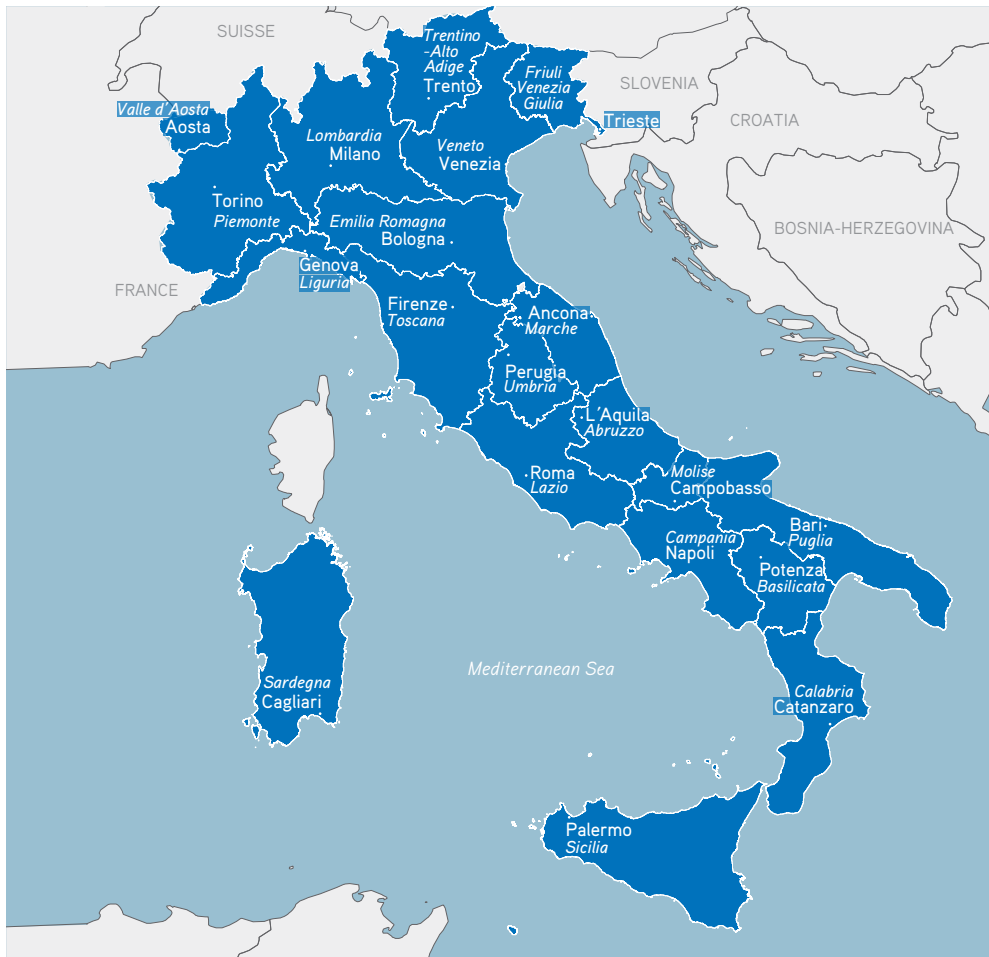 SUISSE
Trentino
-Alto
Adige
Trento
Friuli
Venezia
Giulia
SLOVENIA
Trieste
CROATIA
Valle d'Aosta
Aosta
Lombardia
Milano
Veneto
Venezia
Torino
Piemonte
Emilia Romagna
Bologna
BOSNIA-HERZEGOVINA
Genova
Liguria
FRANCE
Firenze
Toscana
Ancona
Marche
Perugia
Umbria
L'Aquila
Abruzzo
Roma
Lazio
Molise
Campobasso
Bari
Puglia
Campania
Napoli
Potenza
Basilicata
Mediterranean Sea
Sardegna
Cagliari
Calabria
Catanzaro
Palermo
Sicilia